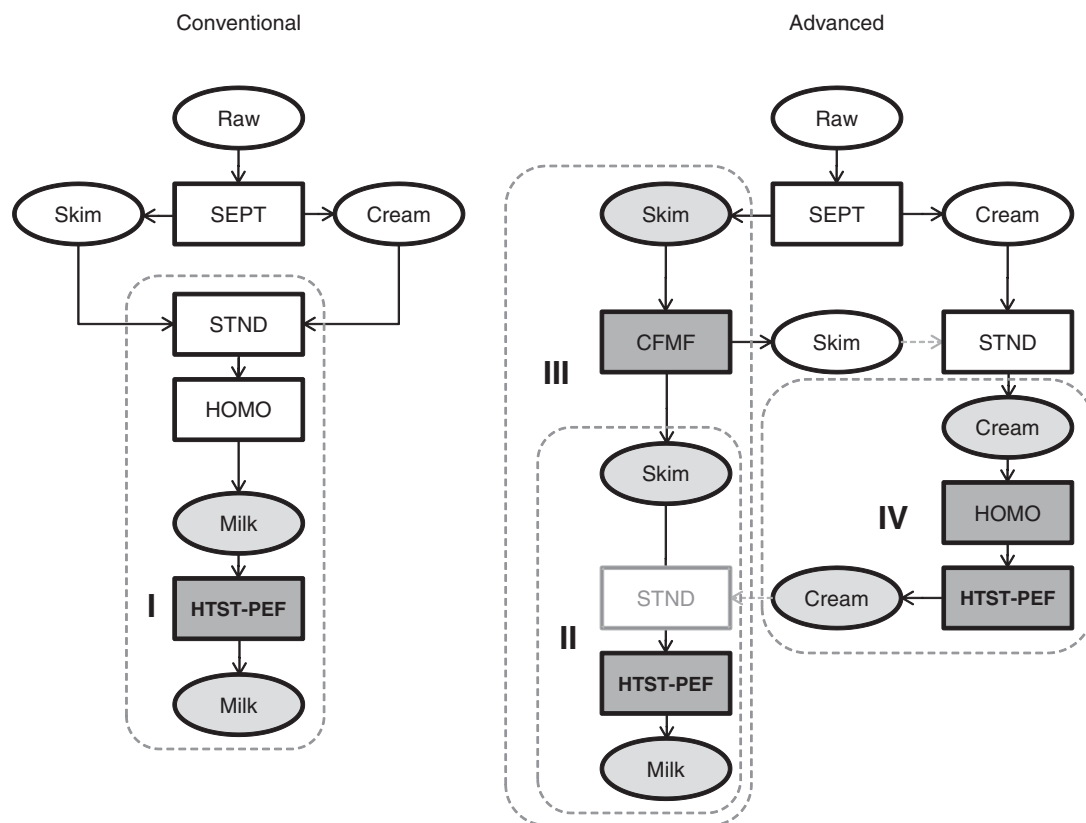 Conventional
Raw
Skim
SEPT
Cream
STND
HOMO
Milk
I
HTST-PEF
Milk
Advanced
Raw
Skim
SEPT
Cream
III
CFMF
Skim
STND
Skim
Cream
IV
HOMO
STND
Cream
HTST-PEF
II
HTST-PEF
Milk